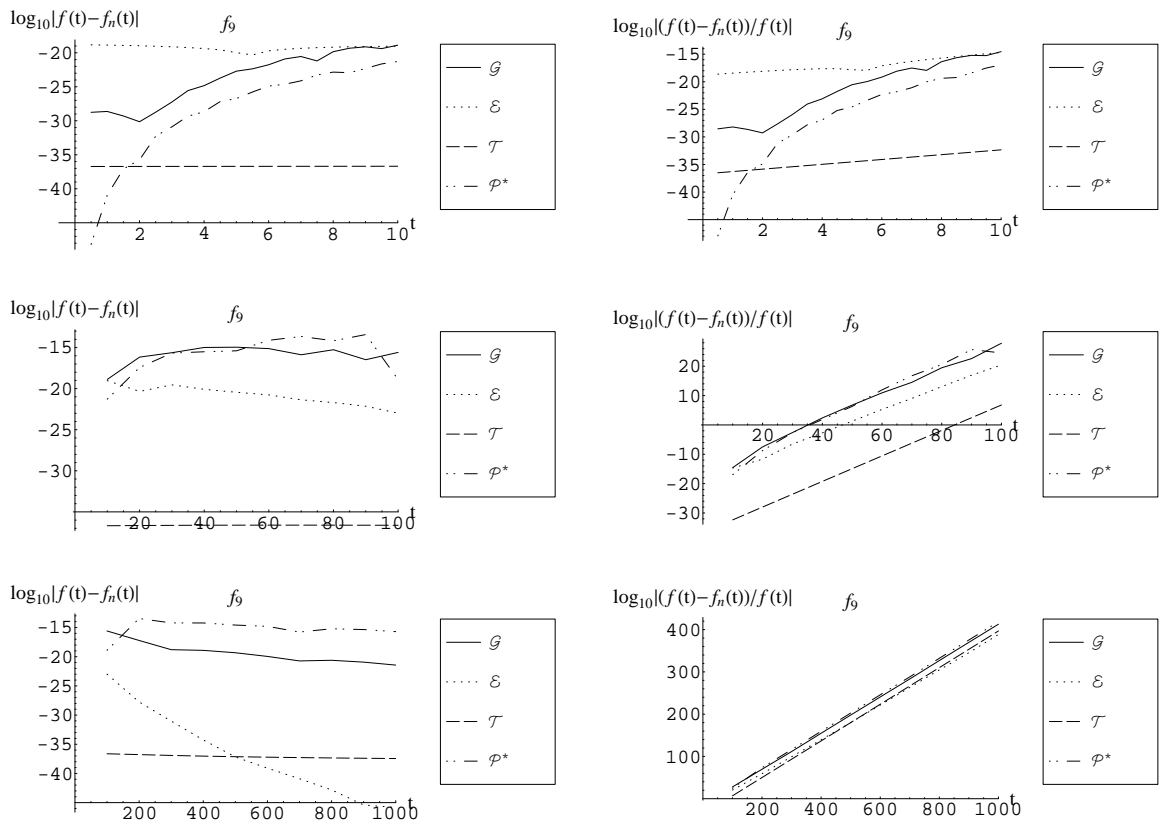 log₁₀|f(t)−fₙ(t)| f₉
-20
-25
-30
-35
-40
2 4 6 8 10 t
𝒢
ℰ
𝒯
𝒫*
log₁₀|(f(t)−fₙ(t))/f(t)| f₉
-15
-20
-25
-30
-35
-40
2 4 6 8 10 t
𝒢
ℰ
𝒯
𝒫*
log₁₀|f(t)−fₙ(t)| f₉
-15
-20
-25
-30
20 40 60 80 100 t
𝒢
ℰ
𝒯
𝒫*
log₁₀|(f(t)−fₙ(t))/f(t)| f₉
20
10
20 40 60 80 100 t
-10
-20
-30
𝒢
ℰ
𝒯
𝒫*
log₁₀|f(t)−fₙ(t)| f₉
-15
-20
-25
-30
-35
-40
200 400 600 800 1000 t
𝒢
ℰ
𝒯
𝒫*
log₁₀|(f(t)−fₙ(t))/f(t)| f₉
400
300
200
100
200 400 600 800 1000 t
𝒢
ℰ
𝒯
𝒫*